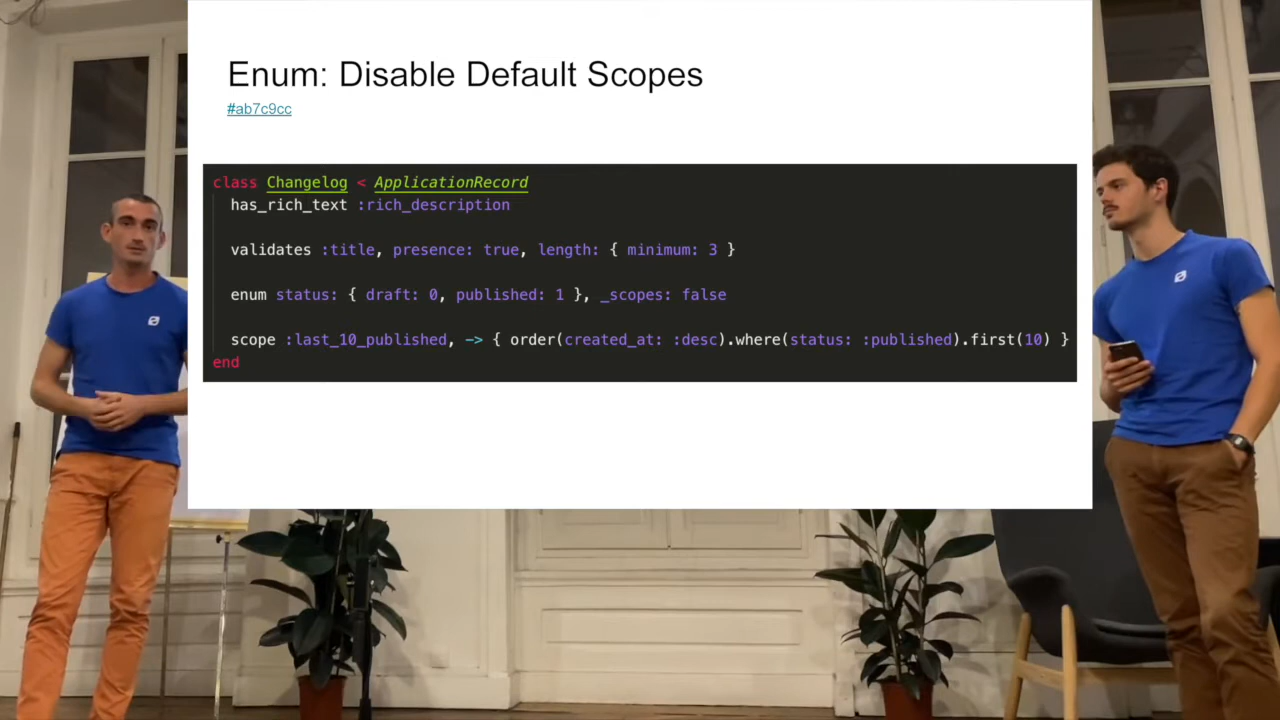 Enum: Disable Default Scopes
#ab7c9cc
class Changelog < ApplicationRecord
has_rich_text :rich_description
validates :title, presence: true, length: { minimum: 3 }
enum status: { draft: 0, published: 1 }, _scopes: false
scope :last_10_published, -> { order(created_at: :desc).where(status: :published).first(10) }
end